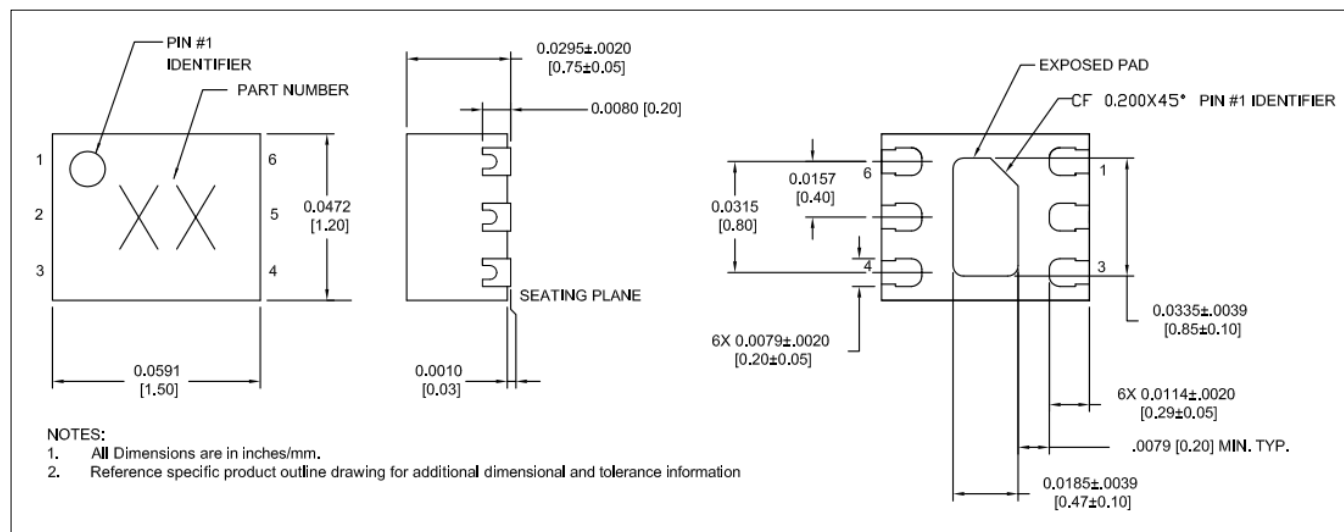 PIN #1
IDENTIFIER
PART NUMBER
1
2
3
6
5
4
0.0472
[1.20]
0.0591
[1.50]
0.0295±.0020
[0.75±0.05]
0.0080 [0.20]
SEATING PLANE
0.0010
[0.03]
XX
EXPOSED PAD
CF 0.200X45° PIN #1 IDENTIFIER
6
4
1
3
0.0157
[0.40]
0.0315
[0.80]
6X 0.0079±.0020
[0.20±0.05]
0.0335±.0039
[0.85±0.10]
6X 0.0114±.0020
[0.29±0.05]
.0079 [0.20] MIN. TYP.
0.0185±.0039
[0.47±0.10]
NOTES:
1. All Dimensions are in inches/mm.
2. Reference specific product outline drawing for additional dimensional and tolerance information